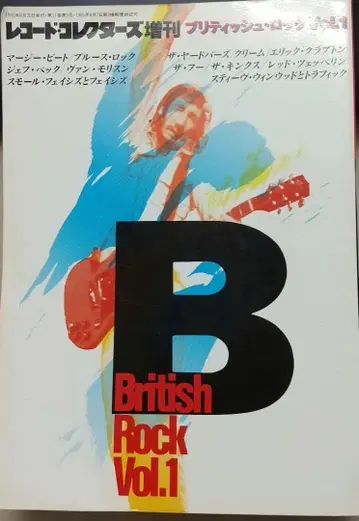 レコード・コレクターズ増刊 ブリティッシュ・ロック Vol.1
マージー・ビート/ブルース・ロック
ジェフ・ベック/ヴァン・モリスン
スモール・フェイシズとフェイシズ
ザ・ヤードバーズ/クリーム/エリック・クラプトン
ザ・フー/ザ・キンクス/レッド・ツェッペリン
スティーヴ・ウィンウッドとトラフィック
B
British
Rock
Vol.1